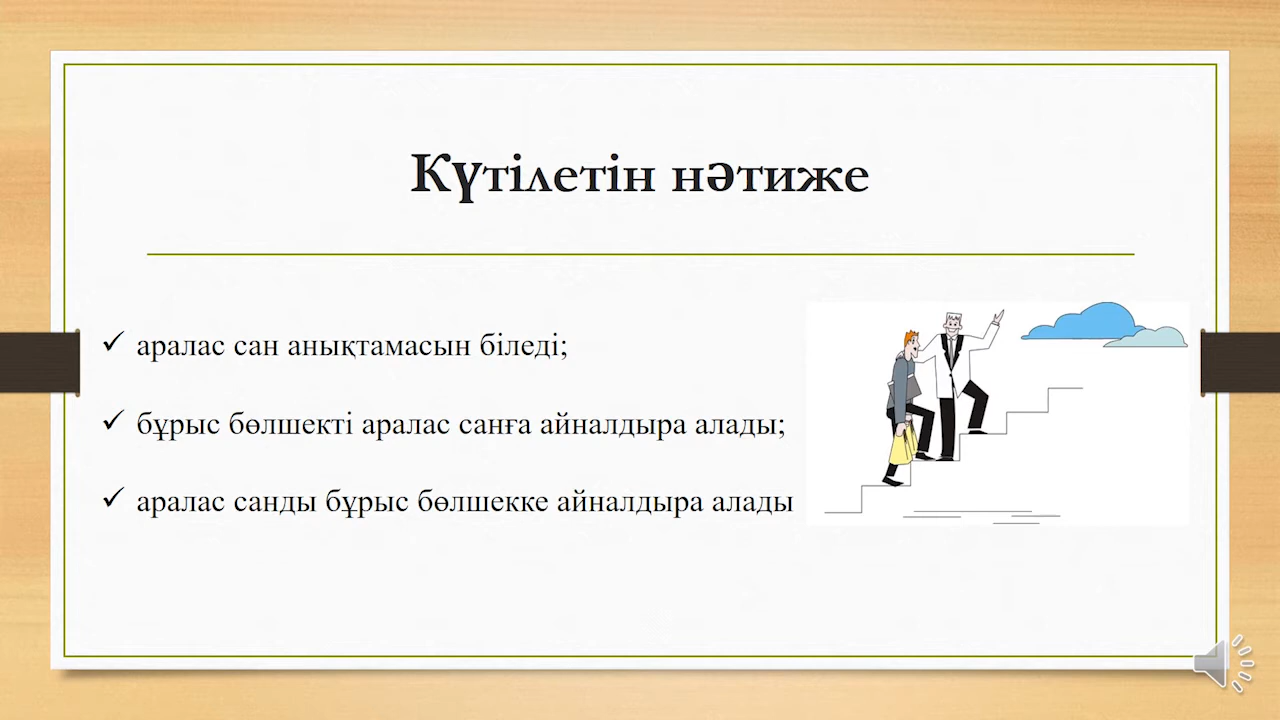 Күтілетін нәтиже
✓ аралас сан анықтамасын біледі;
✓ бұрыс бөлшекті аралас санға айналдыра алады;
✓ аралас санды бұрыс бөлшекке айналдыра алады